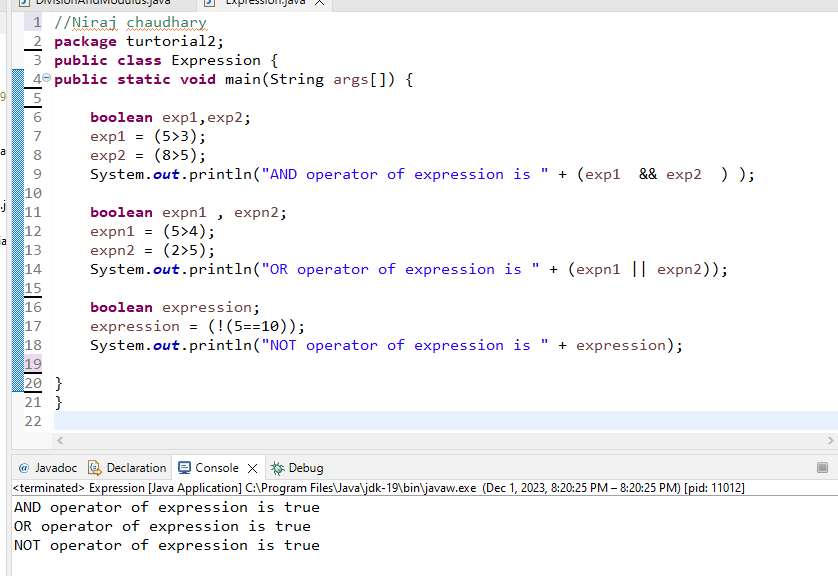 DivisionAndModulus.java Expression.java
1 //Niraj chaudhary
2 package turtorial2;
3 public class Expression {
4 public static void main(String args[]) {
5
6 boolean exp1,exp2;
7 exp1 = (5>3);
8 exp2 = (8>5);
9 System.out.println("AND operator of expression is " + (exp1  && exp2  ) );
10
11 boolean expn1 , expn2;
12 expn1 = (5>4);
13 expn2 = (2>5);
14 System.out.println("OR operator of expression is " + (expn1 || expn2));
15
16 boolean expression;
17 expression = (!(5==10));
18 System.out.println("NOT operator of expression is " + expression);
19
20 }
21 }
22
@ Javadoc Declaration Console Debug
<terminated> Expression [Java Application] C:\Program Files\Java\jdk-19\bin\javaw.exe (Dec 1, 2023, 8:20:25 PM – 8:20:25 PM) [pid: 11012]
AND operator of expression is true
OR operator of expression is true
NOT operator of expression is true